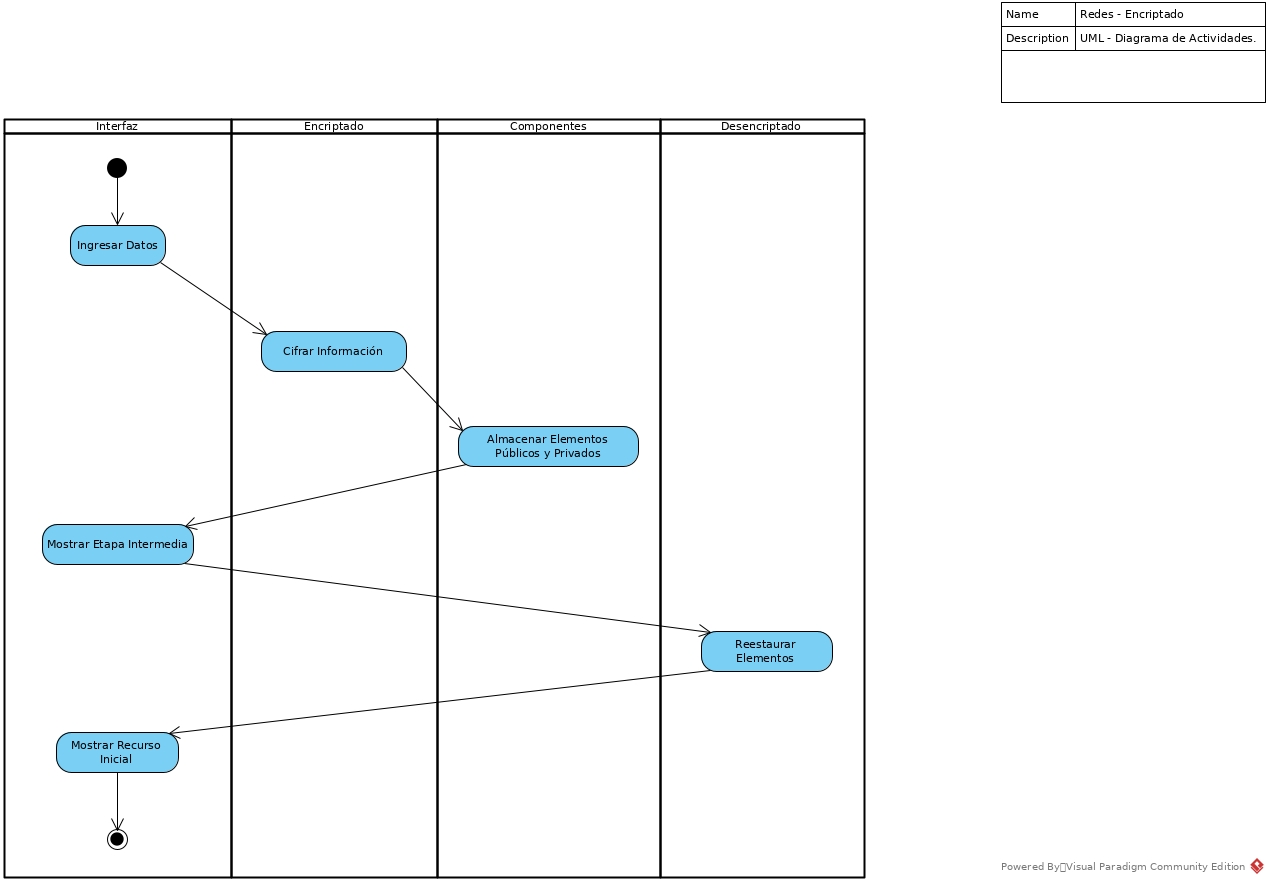 Name Redes - Encriptado
Description UML - Diagrama de Actividades.
Interfaz Encriptado Componentes Desencriptado
Ingresar Datos
Cifrar Información
Almacenar Elementos
Públicos y Privados
Mostrar Etapa Intermedia
Reestaurar
Elementos
Mostrar Recurso
Inicial
Powered By Visual Paradigm Community Edition